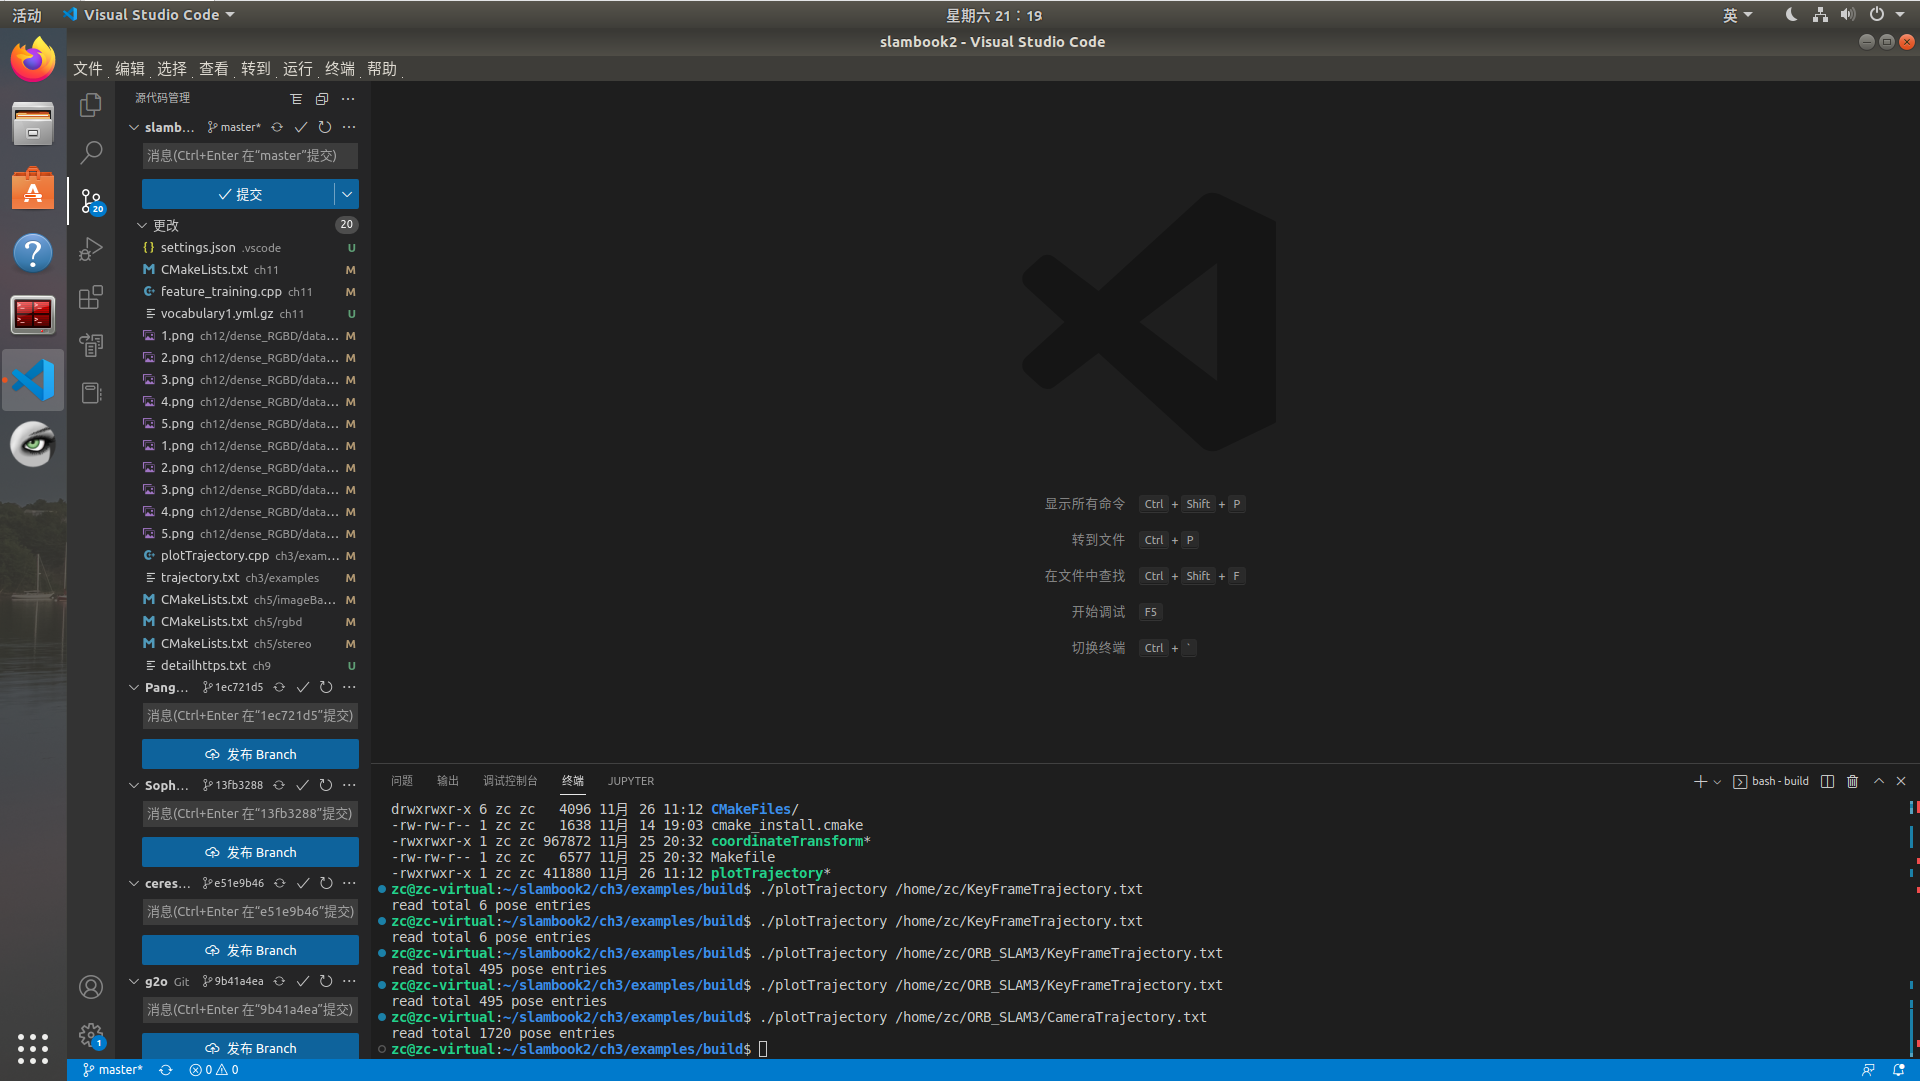 活动
Visual Studio Code
星期六 21：19
英
slambook2 - Visual Studio Code
文件 编辑 选择 查看 转到 运行 终端 帮助
源代码管理
slamb... master*
消息(Ctrl+Enter 在“master”提交)
提交
更改 20
20
settings.json .vscode U
CMakeLists.txt ch11 M
feature_training.cpp ch11 M
vocabulary1.yml.gz ch11 U
1.png ch12/dense_RGBD/data... M
2.png ch12/dense_RGBD/data... M
3.png ch12/dense_RGBD/data... M
4.png ch12/dense_RGBD/data... M
5.png ch12/dense_RGBD/data... M
1.png ch12/dense_RGBD/data... M
2.png ch12/dense_RGBD/data... M
3.png ch12/dense_RGBD/data... M
4.png ch12/dense_RGBD/data... M
5.png ch12/dense_RGBD/data... M
plotTrajectory.cpp ch3/exam... M
trajectory.txt ch3/examples M
CMakeLists.txt ch5/imageBa... M
CMakeLists.txt ch5/rgbd M
CMakeLists.txt ch5/stereo M
detailhttps.txt ch9 U
Pang... 1ec721d5
消息(Ctrl+Enter 在“1ec721d5”提交)
发布 Branch
Soph... 13fb3288
消息(Ctrl+Enter 在“13fb3288”提交)
发布 Branch
ceres... e51e9b46
消息(Ctrl+Enter 在“e51e9b46”提交)
发布 Branch
g2o Git 9b41a4ea
消息(Ctrl+Enter 在“9b41a4ea”提交)
发布 Branch
1
显示所有命令 Ctrl + Shift + P
转到文件 Ctrl + P
在文件中查找 Ctrl + Shift + F
开始调试 F5
切换终端 Ctrl + `
问题 输出 调试控制台 终端 JUPYTER
bash - build
drwxrwxr-x 6 zc zc   4096 11月 26 11:12 CMakeFiles/
-rw-rw-r-- 1 zc zc   1638 11月 14 19:03 cmake_install.cmake
-rwxrwxr-x 1 zc zc 967872 11月 25 20:32 coordinateTransform*
-rw-rw-r-- 1 zc zc   6577 11月 25 20:32 Makefile
-rwxrwxr-x 1 zc zc 411880 11月 26 11:12 plotTrajectory*
zc@zc-virtual:~/slambook2/ch3/examples/build$ ./plotTrajectory /home/zc/KeyFrameTrajectory.txt
read total 6 pose entries
zc@zc-virtual:~/slambook2/ch3/examples/build$ ./plotTrajectory /home/zc/KeyFrameTrajectory.txt
read total 6 pose entries
zc@zc-virtual:~/slambook2/ch3/examples/build$ ./plotTrajectory /home/zc/ORB_SLAM3/KeyFrameTrajectory.txt
read total 495 pose entries
zc@zc-virtual:~/slambook2/ch3/examples/build$ ./plotTrajectory /home/zc/ORB_SLAM3/KeyFrameTrajectory.txt
read total 495 pose entries
zc@zc-virtual:~/slambook2/ch3/examples/build$ ./plotTrajectory /home/zc/ORB_SLAM3/CameraTrajectory.txt
read total 1720 pose entries
zc@zc-virtual:~/slambook2/ch3/examples/build$
master* 0 0